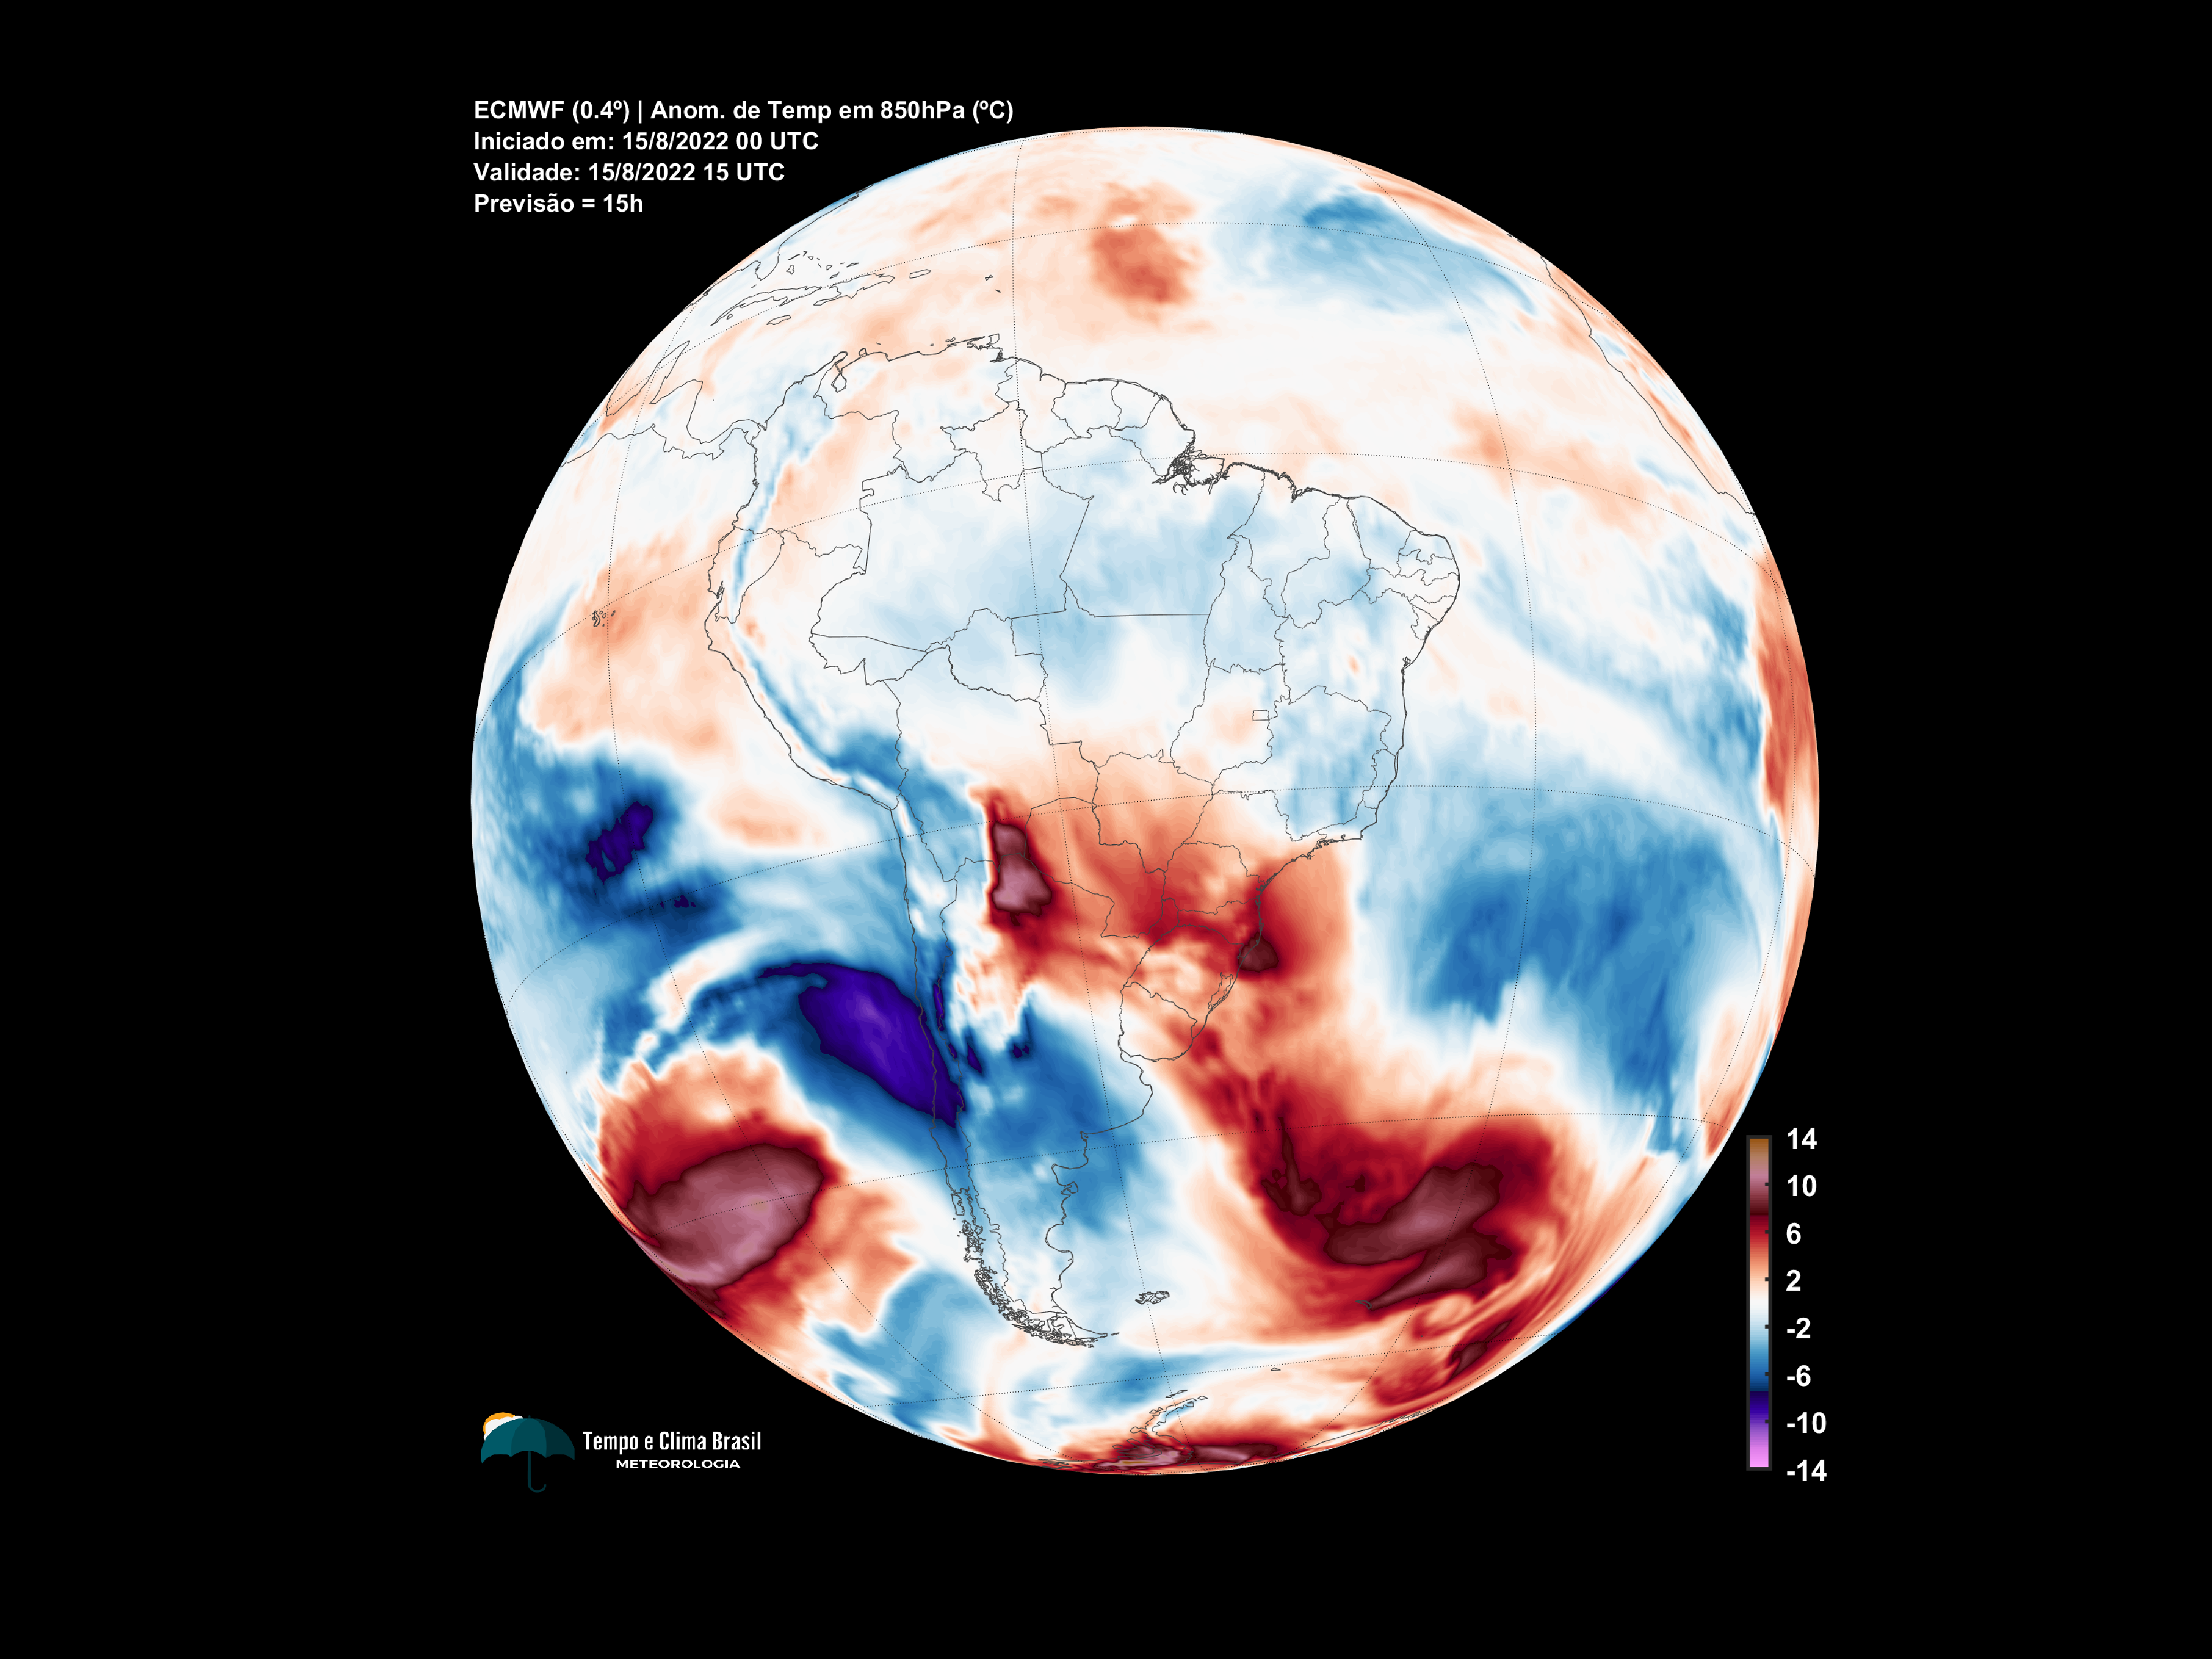 ECMWF (0.4º) | Anom. de Temp em 850hPa (ºC)
Iniciado em: 15/8/2022 00 UTC
Validade: 15/8/2022 15 UTC
Previsão = 15h
14
10
6
2
-2
-6
-10
-14
Tempo e Clima Brasil
METEOROLOGIA